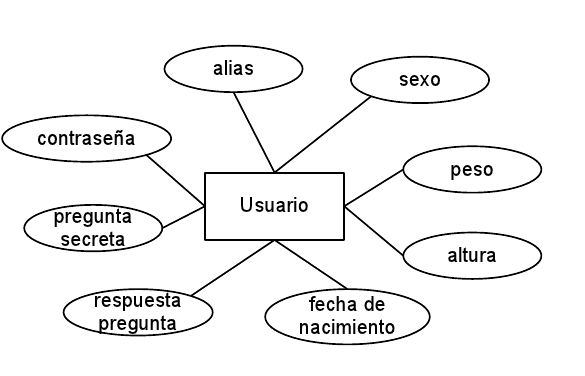 alias
sexo
contraseña
peso
Usuario
pregunta
secreta
altura
respuesta
pregunta
fecha de
nacimiento